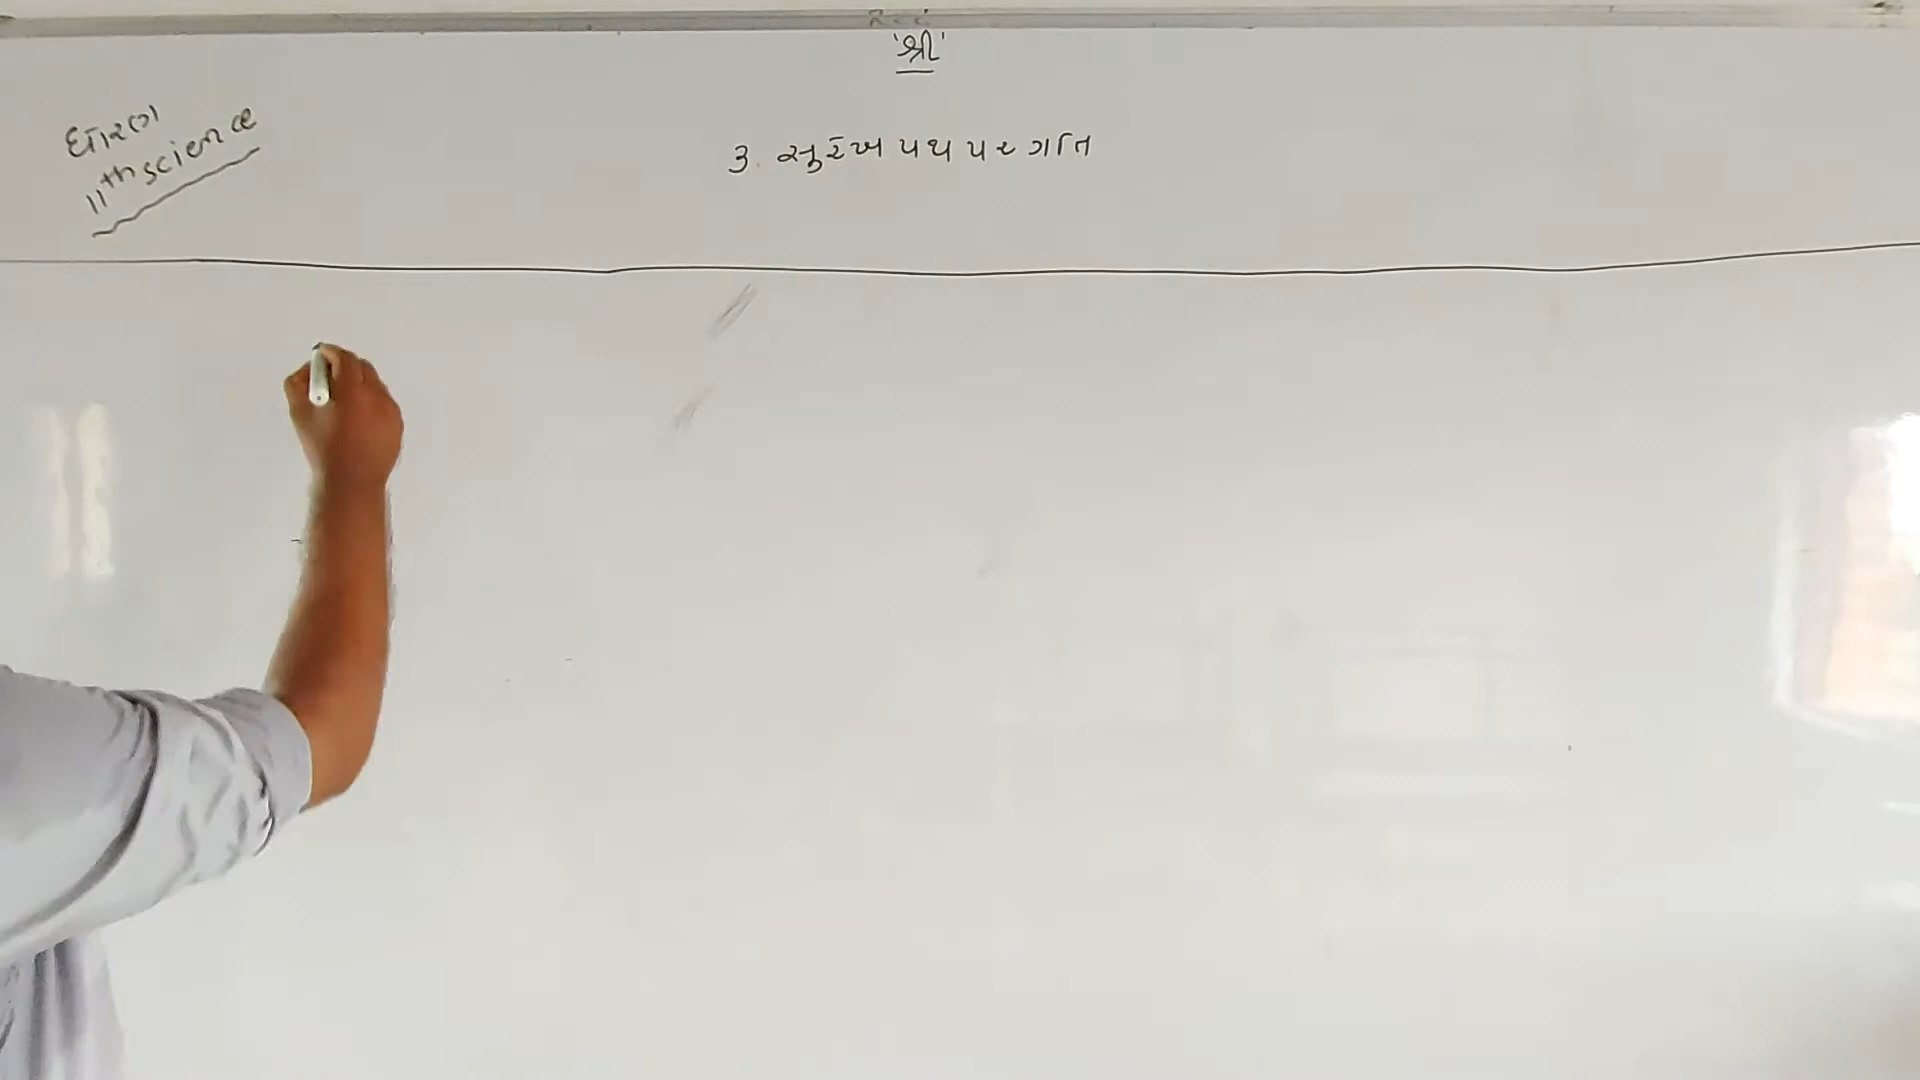 'શ્રી'
ધોરણ
11th science
3. સુરેખ પથ પર ગતિ